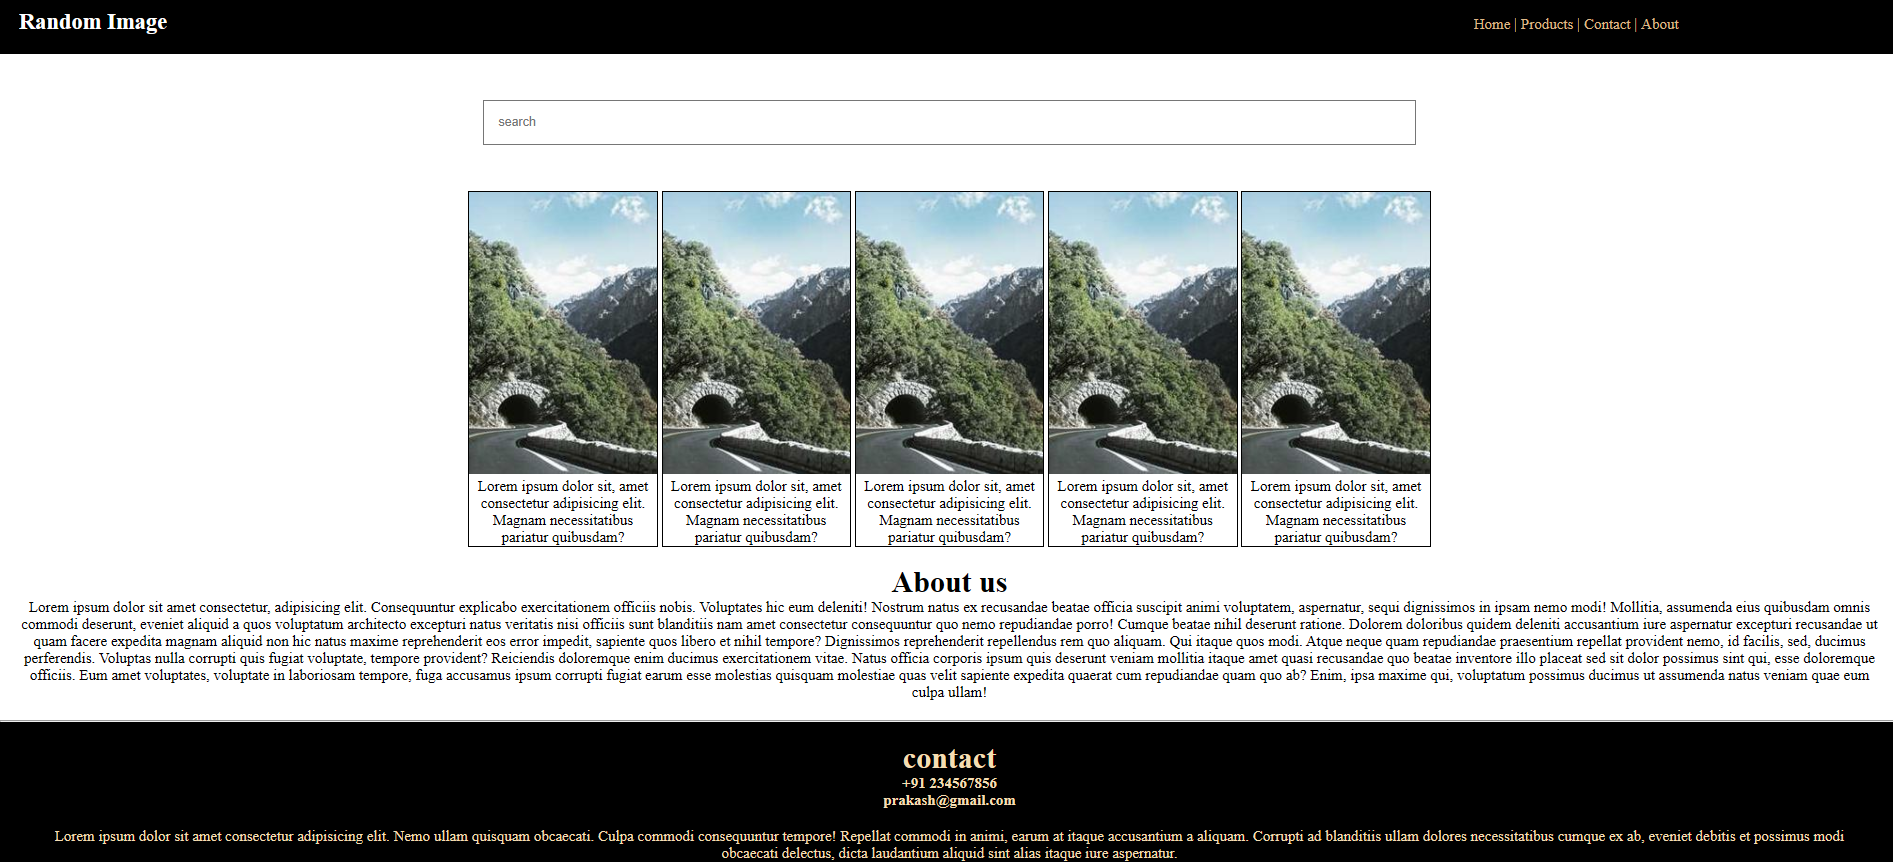 Random Image
Home | Products | Contact | About
search
Lorem ipsum dolor sit, amet
consectetur adipisicing elit.
Magnam necessitatibus
pariatur quibusdam?
Lorem ipsum dolor sit, amet
consectetur adipisicing elit.
Magnam necessitatibus
pariatur quibusdam?
Lorem ipsum dolor sit, amet
consectetur adipisicing elit.
Magnam necessitatibus
pariatur quibusdam?
Lorem ipsum dolor sit, amet
consectetur adipisicing elit.
Magnam necessitatibus
pariatur quibusdam?
Lorem ipsum dolor sit, amet
consectetur adipisicing elit.
Magnam necessitatibus
pariatur quibusdam?
About us
Lorem ipsum dolor sit amet consectetur, adipisicing elit. Consequuntur explicabo exercitationem officiis nobis. Voluptates hic eum deleniti! Nostrum natus ex recusandae beatae officia suscipit animi voluptatem, aspernatur, sequi dignissimos in ipsam nemo modi! Mollitia, assumenda eius quibusdam omnis
commodi deserunt, eveniet aliquid a quos voluptatum architecto excepturi natus veritatis nisi officiis sunt blanditiis nam amet consectetur consequuntur quo nemo repudiandae porro! Cumque beatae nihil deserunt ratione. Dolorem doloribus quidem deleniti accusantium iure aspernatur excepturi recusandae ut
quam facere expedita magnam aliquid non hic natus maxime reprehenderit eos error impedit, sapiente quos libero et nihil tempore? Dignissimos reprehenderit repellendus rem quo aliquam. Qui itaque quos modi. Atque neque quam repudiandae praesentium repellat provident nemo, id facilis, sed, ducimus
perferendis. Voluptas nulla corrupti quis fugiat voluptate, tempore provident? Reiciendis doloremque enim ducimus exercitationem vitae. Natus officia corporis ipsum quis deserunt veniam mollitia itaque amet quasi recusandae quo beatae inventore illo placeat sed sit dolor possimus sint qui, esse doloremque
officiis. Eum amet voluptates, voluptate in laboriosam tempore, fuga accusamus ipsum corrupti fugiat earum esse molestias quisquam molestiae quas velit sapiente expedita quaerat cum repudiandae quam quo ab? Enim, ipsa maxime qui, voluptatum possimus ducimus ut assumenda natus veniam quae eum
culpa ullam!
contact
+91 234567856
prakash@gmail.com
Lorem ipsum dolor sit amet consectetur adipisicing elit. Nemo ullam quisquam obcaecati. Culpa commodi consequuntur tempore! Repellat commodi in animi, earum at itaque accusantium a aliquam. Corrupti ad blanditiis ullam dolores necessitatibus cumque ex ab, eveniet debitis et possimus modi
obcaecati delectus, dicta laudantium aliquid sint alias itaque iure aspernatur.